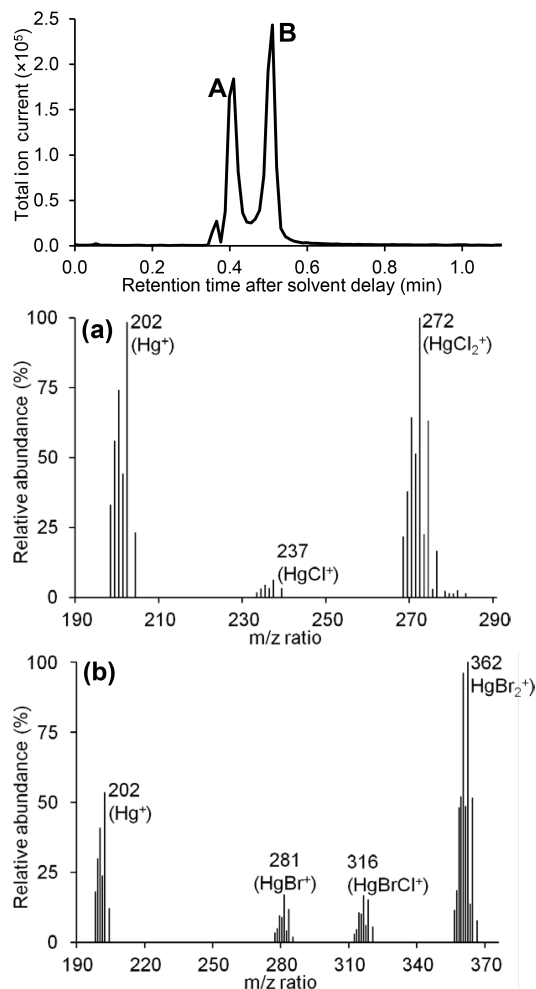 2.5
2.0
1.5
1.0
0.5
0.0
Total ion current (×10⁵)
A
B
0.0 0.2 0.4 0.6 0.8 1.0
Retention time after solvent delay (min)
(a)
100
75
50
25
0
Relative abundance (%)
202
(Hg⁺)
237
(HgCl⁺)
272
(HgCl₂⁺)
190 210 230 250 270 290
m/z ratio
(b)
100
75
50
25
0
Relative abundance (%)
202
(Hg⁺)
281
(HgBr⁺)
316
(HgBrCl⁺)
362
HgBr₂⁺)
190 220 250 280 310 340 370
m/z ratio